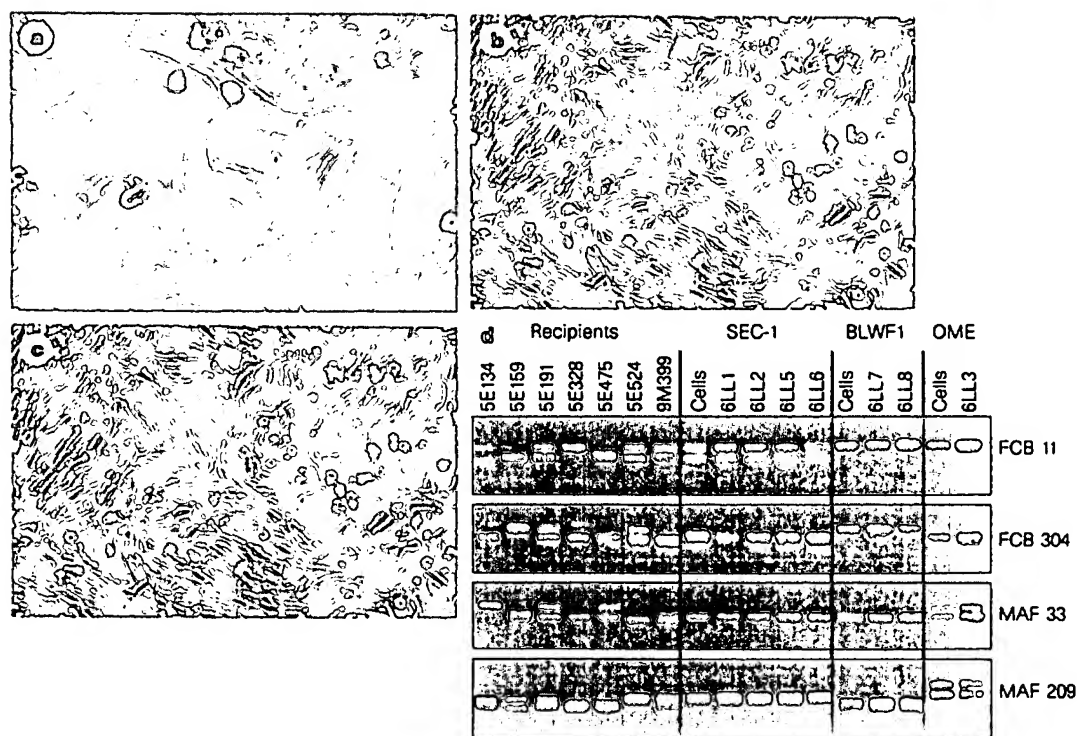 a
b
c
d.
Recipients
SEC-1
BLWF1
OME
5E134
5E159
5E191
5E328
5E475
5E524
9M399
Cells
6LL1
6LL2
6LL5
6LL6
Cells
6LL7
6LL8
Cells
6LL3
FCB 11
FCB 304
MAF 33
MAF 209